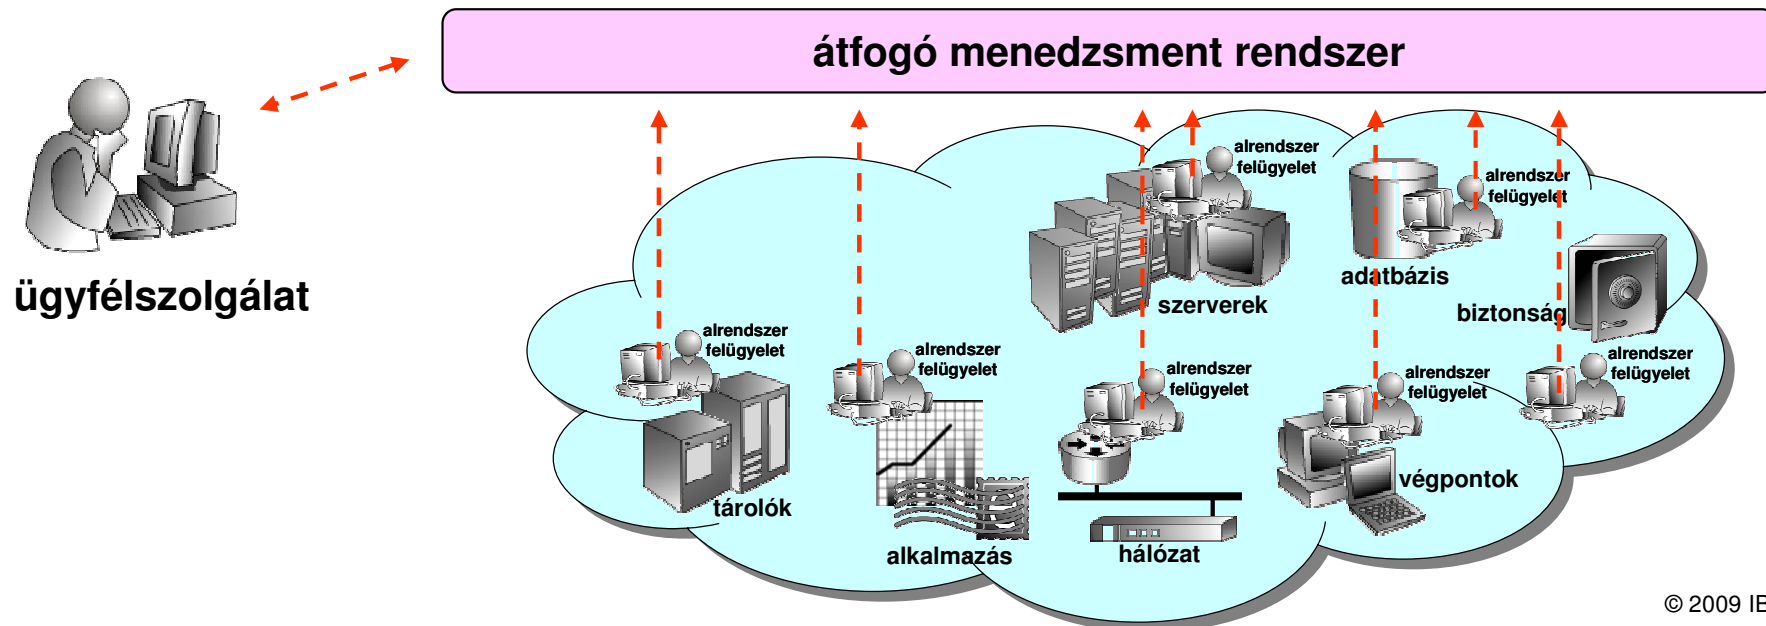 átfogó menedzsment rendszer
ügyfélszolgálat
alrendszer
felügyelet
szerverek
alrendszer
felügyelet
adatbázis
biztonság
alrendszer
felügyelet
tárolók
alrendszer
felügyelet
alkalmazás
alrendszer
felügyelet
hálózat
alrendszer
felügyelet
végpontok
alrendszer
felügyelet
© 2009 IB